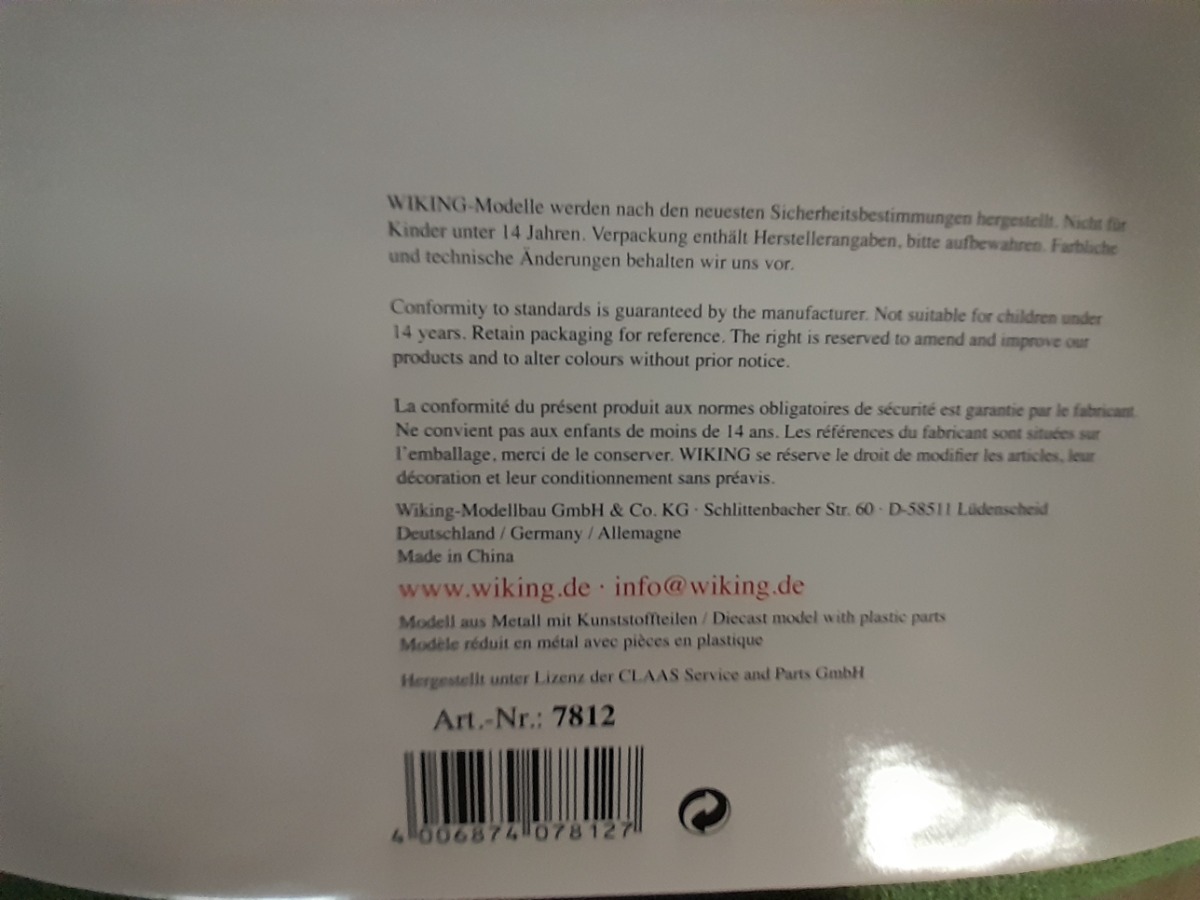 WIKING-Modelle werden nach den neuesten Sicherheitsbestimmungen hergestellt. Nicht für
Kinder unter 14 Jahren. Verpackung enthält Herstellerangaben, bitte aufbewahren. Farbliche
und technische Änderungen behalten wir uns vor.
Conformity to standards is guaranteed by the manufacturer. Not suitable for children under
14 years. Retain packaging for reference. The right is reserved to amend and improve our
products and to alter colours without prior notice.
La conformité du présent produit aux normes obligatoires de sécurité est garantie par le fabricant.
Ne convient pas aux enfants de moins de 14 ans. Les références du fabricant sont situées sur
l'emballage, merci de le conserver. WIKING se réserve le droit de modifier les articles, leur
décoration et leur conditionnement sans préavis.
Wiking-Modellbau GmbH & Co. KG · Schlittenbacher Str. 60 · D-58511 Lüdenscheid
Deutschland / Germany / Allemagne
Made in China
www.wiking.de · info@wiking.de
Modell aus Metall mit Kunststoffteilen / Diecast model with plastic parts
Modèle réduit en métal avec pièces en plastique
Hergestellt unter Lizenz der CLAAS Service and Parts GmbH
Art.-Nr.: 7812
4 006874 078127